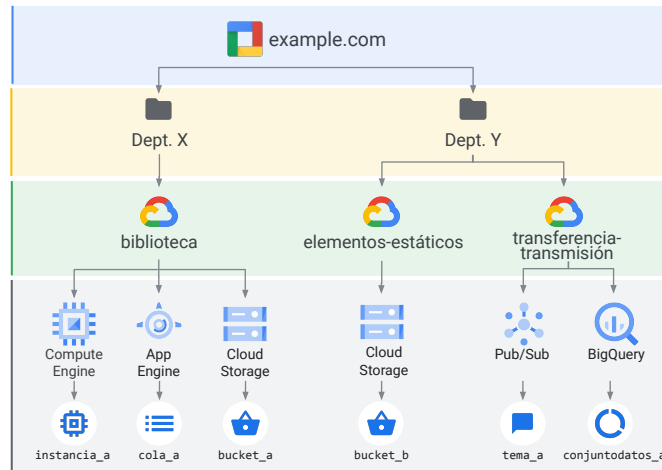 example.com
Dept. X
Dept. Y
biblioteca
elementos-estáticos
transferencia-
transmisión
Compute
Engine
App
Engine
Cloud
Storage
Cloud
Storage
Pub/Sub
BigQuery
instancia_a
cola_a
bucket_a
bucket_b
tema_a
conjuntodatos_a